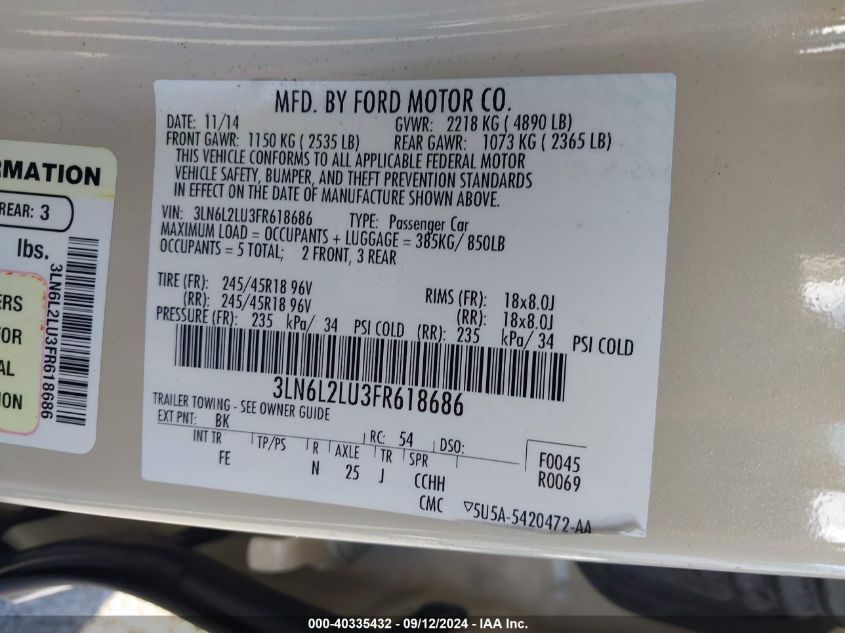 MFD. BY FORD MOTOR CO.
DATE: 11/14 GVWR: 2218 KG ( 4890 LB)
FRONT GAWR: 1150 KG ( 2535 LB) REAR GAWR: 1073 KG ( 2365 LB)
THIS VEHICLE CONFORMS TO ALL APPLICABLE FEDERAL MOTOR
VEHICLE SAFETY, BUMPER, AND THEFT PREVENTION STANDARDS
IN EFFECT ON THE DATE OF MANUFACTURE SHOWN ABOVE.
VIN: 3LN6L2LU3FR618686 TYPE: Passenger Car
MAXIMUM LOAD = OCCUPANTS + LUGGAGE = 385KG/ 850LB
OCCUPANTS = 5 TOTAL; 2 FRONT, 3 REAR
TIRE (FR): 245/45R18 96V RIMS (FR): 18x8.0J
(RR): 245/45R18 96V (RR): 18x8.0J
PRESSURE (FR): 235 kPa/ 34 PSI COLD (RR): 235 kPa/ 34 PSI COLD
3LN6L2LU3FR618686
TRAILER TOWING - SEE OWNER GUIDE
EXT PNT: BK RC: 54 DSO:
INT TR TP/PS R AXLE TR SPR F0045
FE N 25 J CCHH R0069
CMC ▽5U5A-5420472-AA
RMATION
REAR: 3
lbs.
ERS
FOR
AL
ION
3LN6L2LU3FR618686
000-40335432 - 09/12/2024 - IAA Inc.